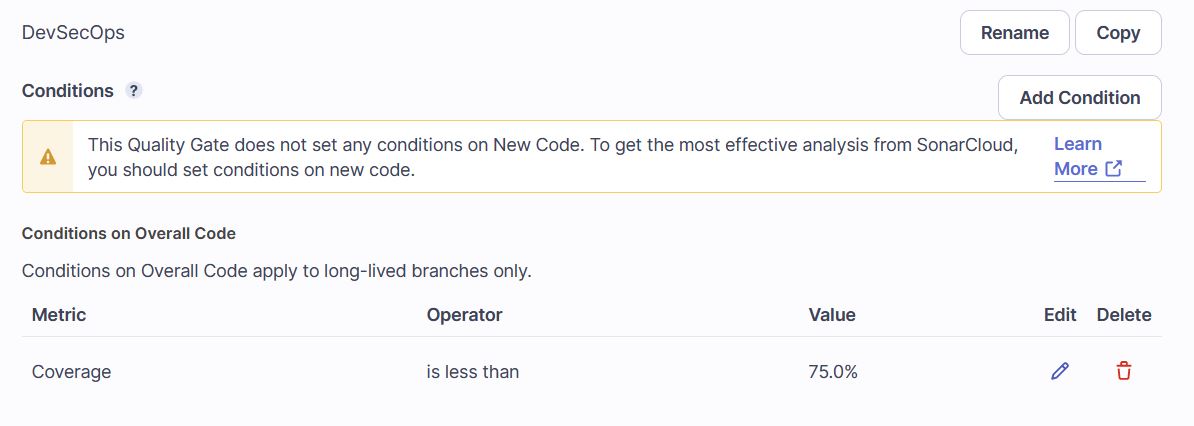 DevSecOps
Rename
Copy
Conditions ?
Add Condition
This Quality Gate does not set any conditions on New Code. To get the most effective analysis from SonarCloud,
you should set conditions on new code.
Learn
More
Conditions on Overall Code
Conditions on Overall Code apply to long-lived branches only.
Metric Operator Value Edit Delete
Coverage is less than 75.0%